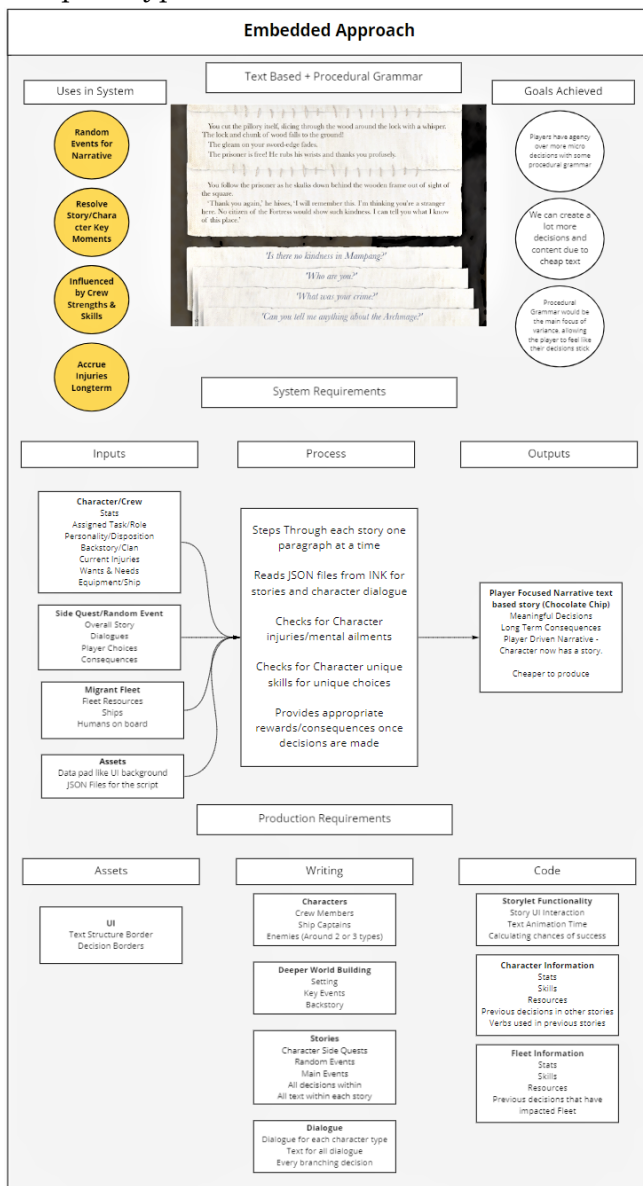 Embedded Approach
Uses in System
Text Based + Procedural Grammar
Goals Achieved
Random
Events for
Narrative
Resolve
Story/Chara
cter Key
Moments
Influenced
by Crew
Strengths &
Skills
Accrue
Injuries
Longterm
You cut the pillory itself, slicing through the wood around the lock with a whisper.
The lock and chunk of wood falls to the ground!
The gleam on your sword-edge fades.
The prisoner is free! He rubs his wrists and thanks you profusely.
You follow the prisoner as he skulks down behind the wooden frame out of sight of
the square.
'Thank you again,' he hisses, 'I will remember this. I'm thinking you're a stranger
here. No citizen of the Fortress would show such kindness. I can tell you what I know
of this place.'
'Is there no kindness in Mampang?'
'Who are you?'
'What was your crime?'
'Can you tell me anything about the Archmage?'
Players have agency
over more micro
decisions with some
procedural grammar
We can create a
lot more
decisions and
content due to
cheap text
Procedural
Grammar would be
the main focus of
variance, allowing
the player to feel like
their decisions stick
System Requirements
Inputs
Process
Outputs
Character/Crew
Stats
Assigned Task/Role
Personality/Disposition
Backstory/Clan
Current Injuries
Wants & Needs
Equipment/Ship
Side Quest/Random Event
Overall Story
Dialogues
Player Choices
Consequences
Migrant Fleet
Fleet Resources
Ships
Humans on board
Assets
Data pad like UI background
JSON Files for the script
Steps Through each story one
paragraph at a time
Reads JSON files from INK for
stories and character dialogue
Checks for Character
injuries/mental ailments
Checks for Character unique
skills for unique choices
Provides appropriate
rewards/consequences once
decisions are made
Player Focused Narrative text
based story (Chocolate Chip)
Meaningful Decisions
Long Term Consequences
Player Driven Narrative -
Character now has a story.
Cheaper to produce
Production Requirements
Assets
Writing
Code
UI
Text Structure Border
Decision Borders
Characters
Crew Members
Ship Captains
Enemies (Around 2 or 3 types)
Deeper World Building
Setting
Key Events
Backstory
Stories
Character Side Quests
Random Events
Main Events
All decisions within
All text within each story
Dialogue
Dialogue for each character type
Text for all dialogue
Every branching decision
Storylet Functionality
Story UI Interaction
Text Animation Time
Calculating chances of success
Character Information
Stats
Skills
Resources
Previous decisions in other stories
Verbs used in previous stories
Fleet Information
Stats
Skills
Resources
Previous decisions that have
impacted Fleet